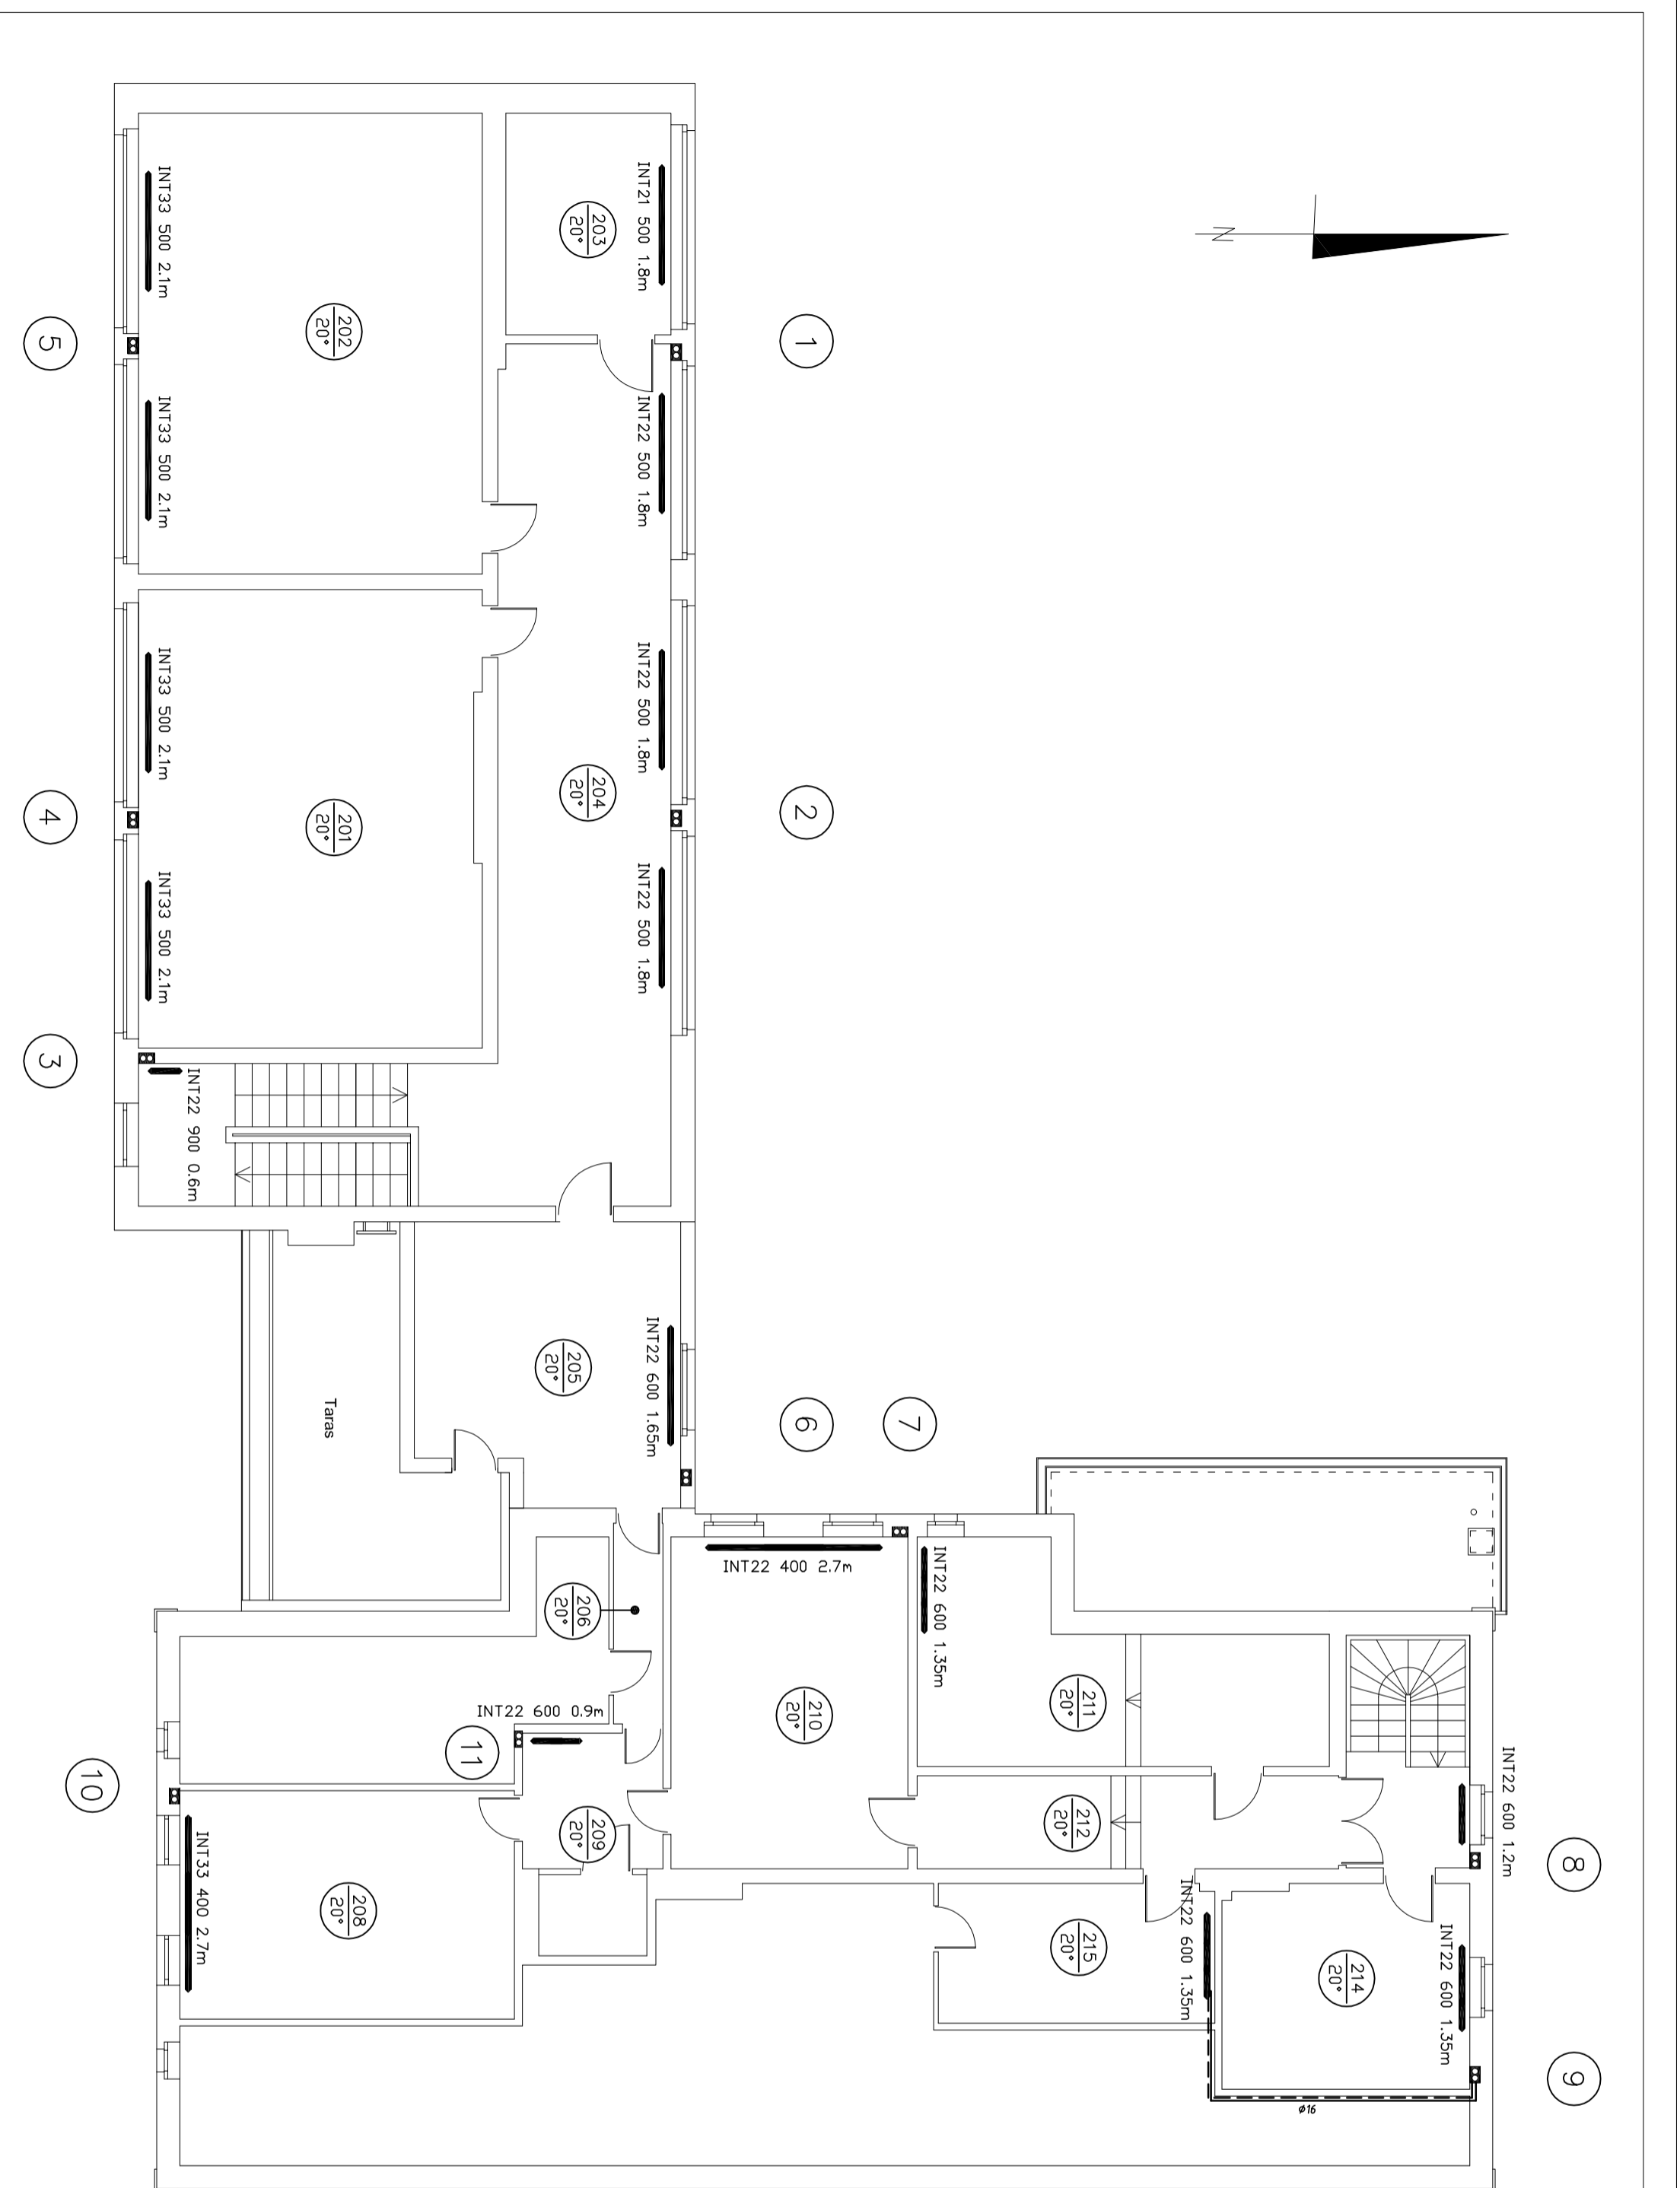 N
INT21 500 1.8m
INT22 500 1.8m
INT22 500 1.8m
INT22 500 1.8m
INT33 500 2.1m
INT33 500 2.1m
INT33 500 2.1m
INT33 500 2.1m
INT22 900 0.6m
203
20°
202
20°
204
20°
201
20°
1
2
5
4
3
INT22 600 1.65m
205
20°
Taras
6
7
INT22 400 2.7m
INT22 600 1.35m
206
20°
INT22 600 0.9m
11
10
210
20°
211
20°
212
20°
209
20°
208
20°
INT33 400 2.7m
INT22 600 1.2m
8
INT22 600 1.35m
215
20°
214
20°
INT22 600 1.35m
9
ø16